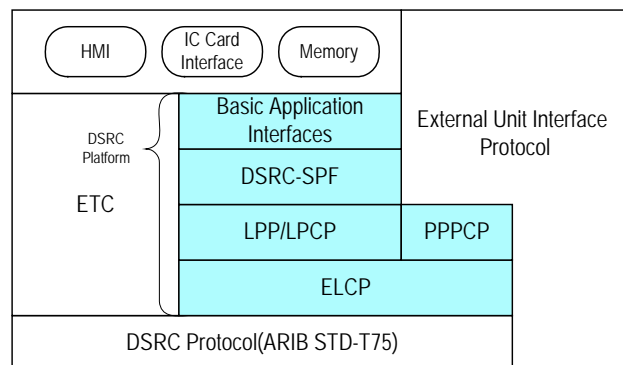 HMI
IC Card
Interface
Memory
Basic Application
Interfaces
External Unit Interface
Protocol
DSRC
Platform
DSRC-SPF
ETC
LPP/LPCP
PPPCP
ELCP
DSRC Protocol(ARIB STD-T75)